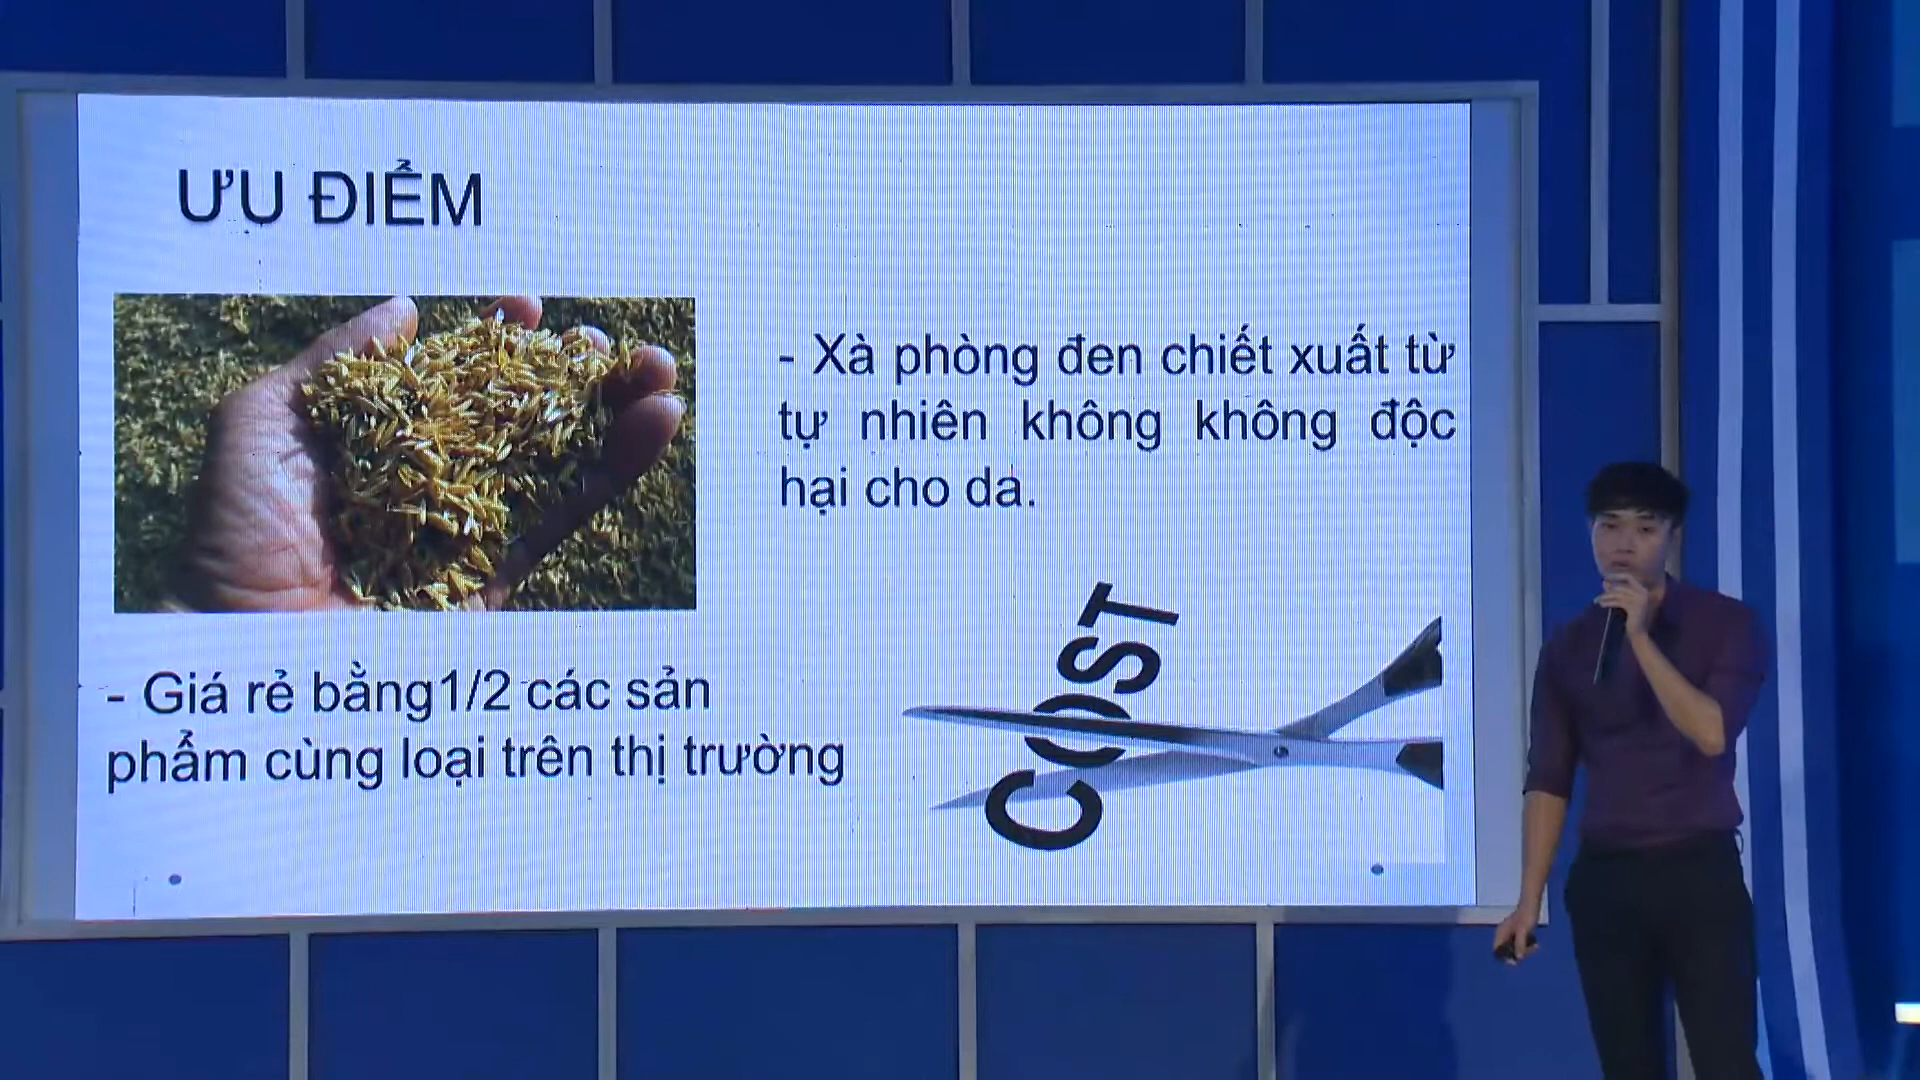 ƯU ĐIỂM
- Xà phòng đen chiết xuất từ
tự nhiên không không độc
hại cho da.
- Giá rẻ bằng1/2 các sản
phẩm cùng loại trên thị trường
COST